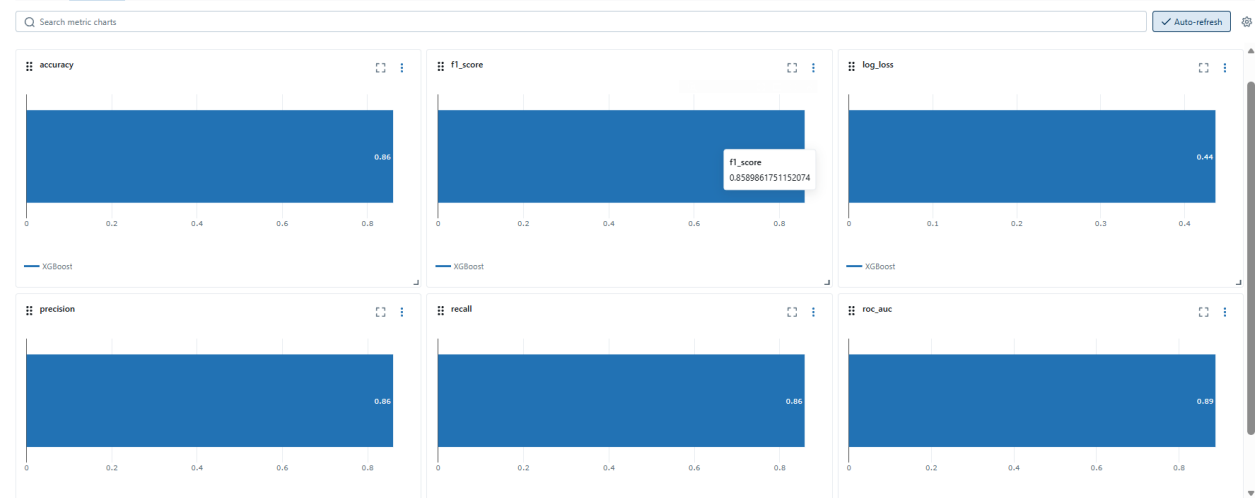 Search metric charts
Auto-refresh
accuracy
0.86
0 0.2 0.4 0.6 0.8
XGBoost
f1_score
f1_score
0.8589861751152074
0 0.2 0.4 0.6 0.8
XGBoost
log_loss
0.44
0 0.1 0.2 0.3 0.4
XGBoost
precision
0.86
0 0.2 0.4 0.6 0.8
recall
0.86
0 0.2 0.4 0.6 0.8
roc_auc
0.89
0 0.2 0.4 0.6 0.8